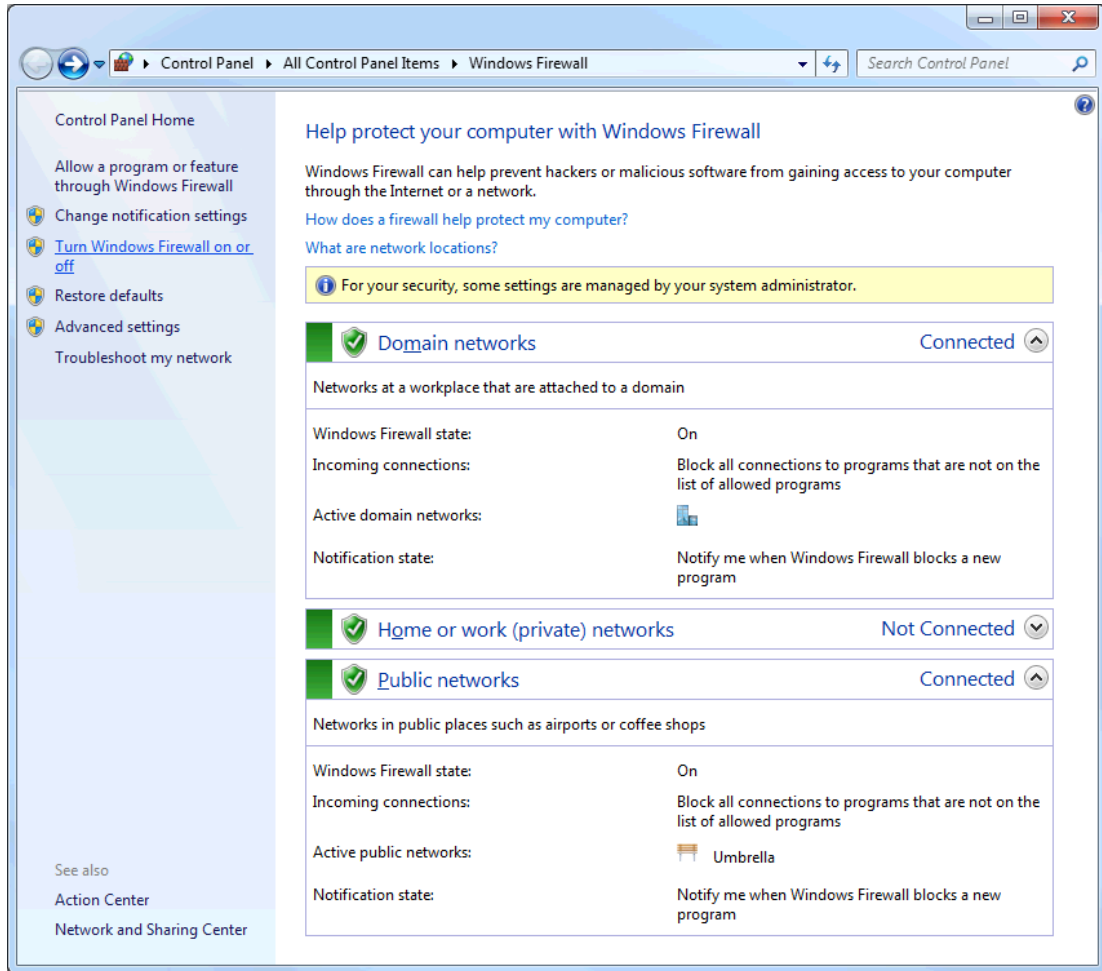 Control Panel
All Control Panel Items
Windows Firewall
Search Control Panel
Control Panel Home
Allow a program or feature
through Windows Firewall
Change notification settings
Turn Windows Firewall on or
off
Restore defaults
Advanced settings
Troubleshoot my network
See also
Action Center
Network and Sharing Center
Help protect your computer with Windows Firewall
Windows Firewall can help prevent hackers or malicious software from gaining access to your computer
through the Internet or a network.
How does a firewall help protect my computer?
What are network locations?
For your security, some settings are managed by your system administrator.
Domain networks Connected
Networks at a workplace that are attached to a domain
Windows Firewall state: On
Incoming connections: Block all connections to programs that are not on the
list of allowed programs
Active domain networks:
Notification state: Notify me when Windows Firewall blocks a new
program
Home or work (private) networks Not Connected
Public networks Connected
Networks in public places such as airports or coffee shops
Windows Firewall state: On
Incoming connections: Block all connections to programs that are not on the
list of allowed programs
Active public networks: Umbrella
Notification state: Notify me when Windows Firewall blocks a new
program